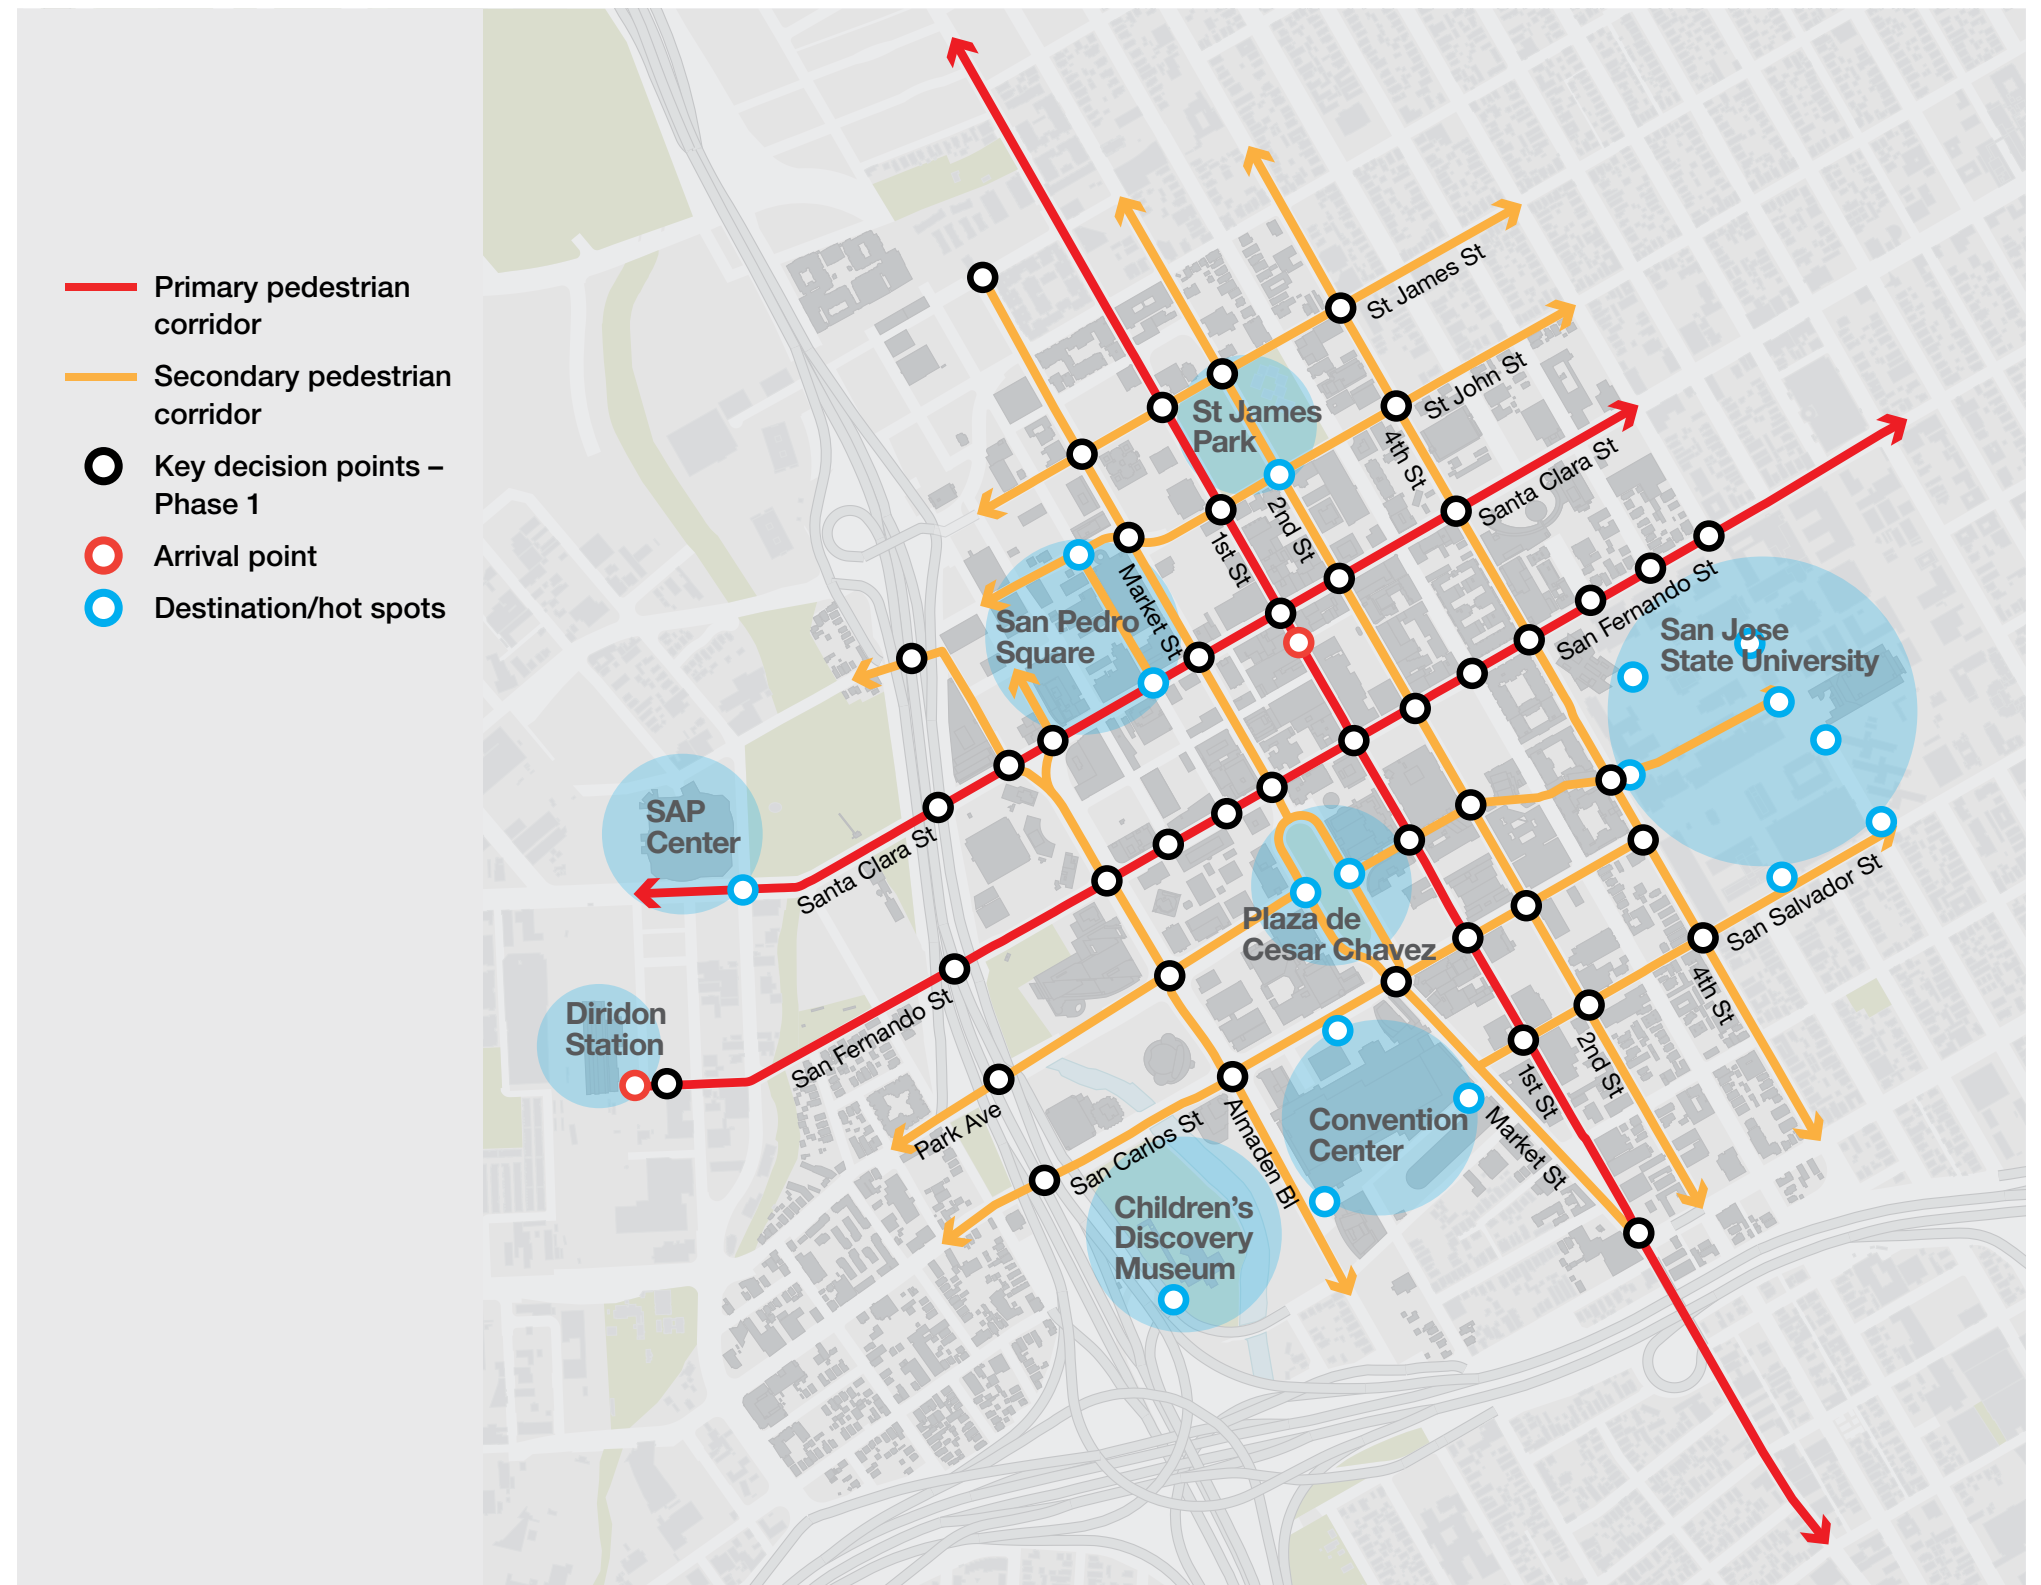 Primary pedestrian
corridor
Secondary pedestrian
corridor
Key decision points –
Phase 1
Arrival point
Destination/hot spots
St James St
St John St
4th St
Santa Clara St
St James
Park
2nd St
1st St
Market St
San Pedro
Square
San Fernando St
San Jose
State University
SAP
Center
Santa Clara St
Plaza de
Cesar Chavez
San Salvador St
4th St
Diridon
Station
San Fernando St
2nd St
1st St
Park Ave
San Carlos St
Almaden Bl
Convention
Center
Market St
Children's
Discovery
Museum